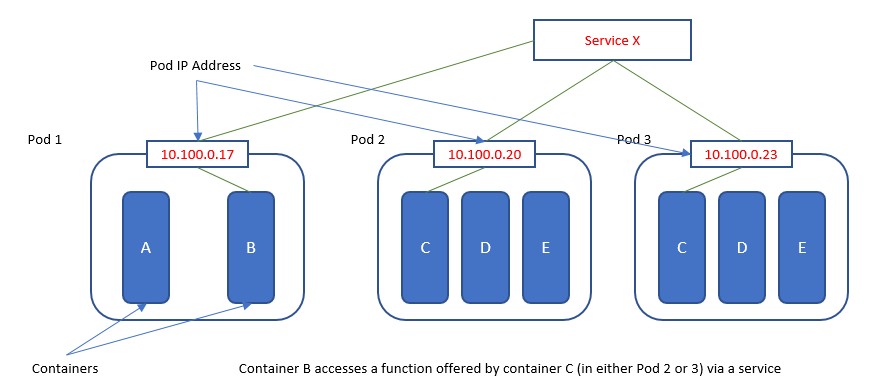 Service X
Pod IP Address
Pod 1
Pod 2
Pod 3
10.100.0.17
10.100.0.20
10.100.0.23
A
B
C
D
E
C
D
E
Containers
Container B accesses a function offered by container C (in either Pod 2 or 3) via a service